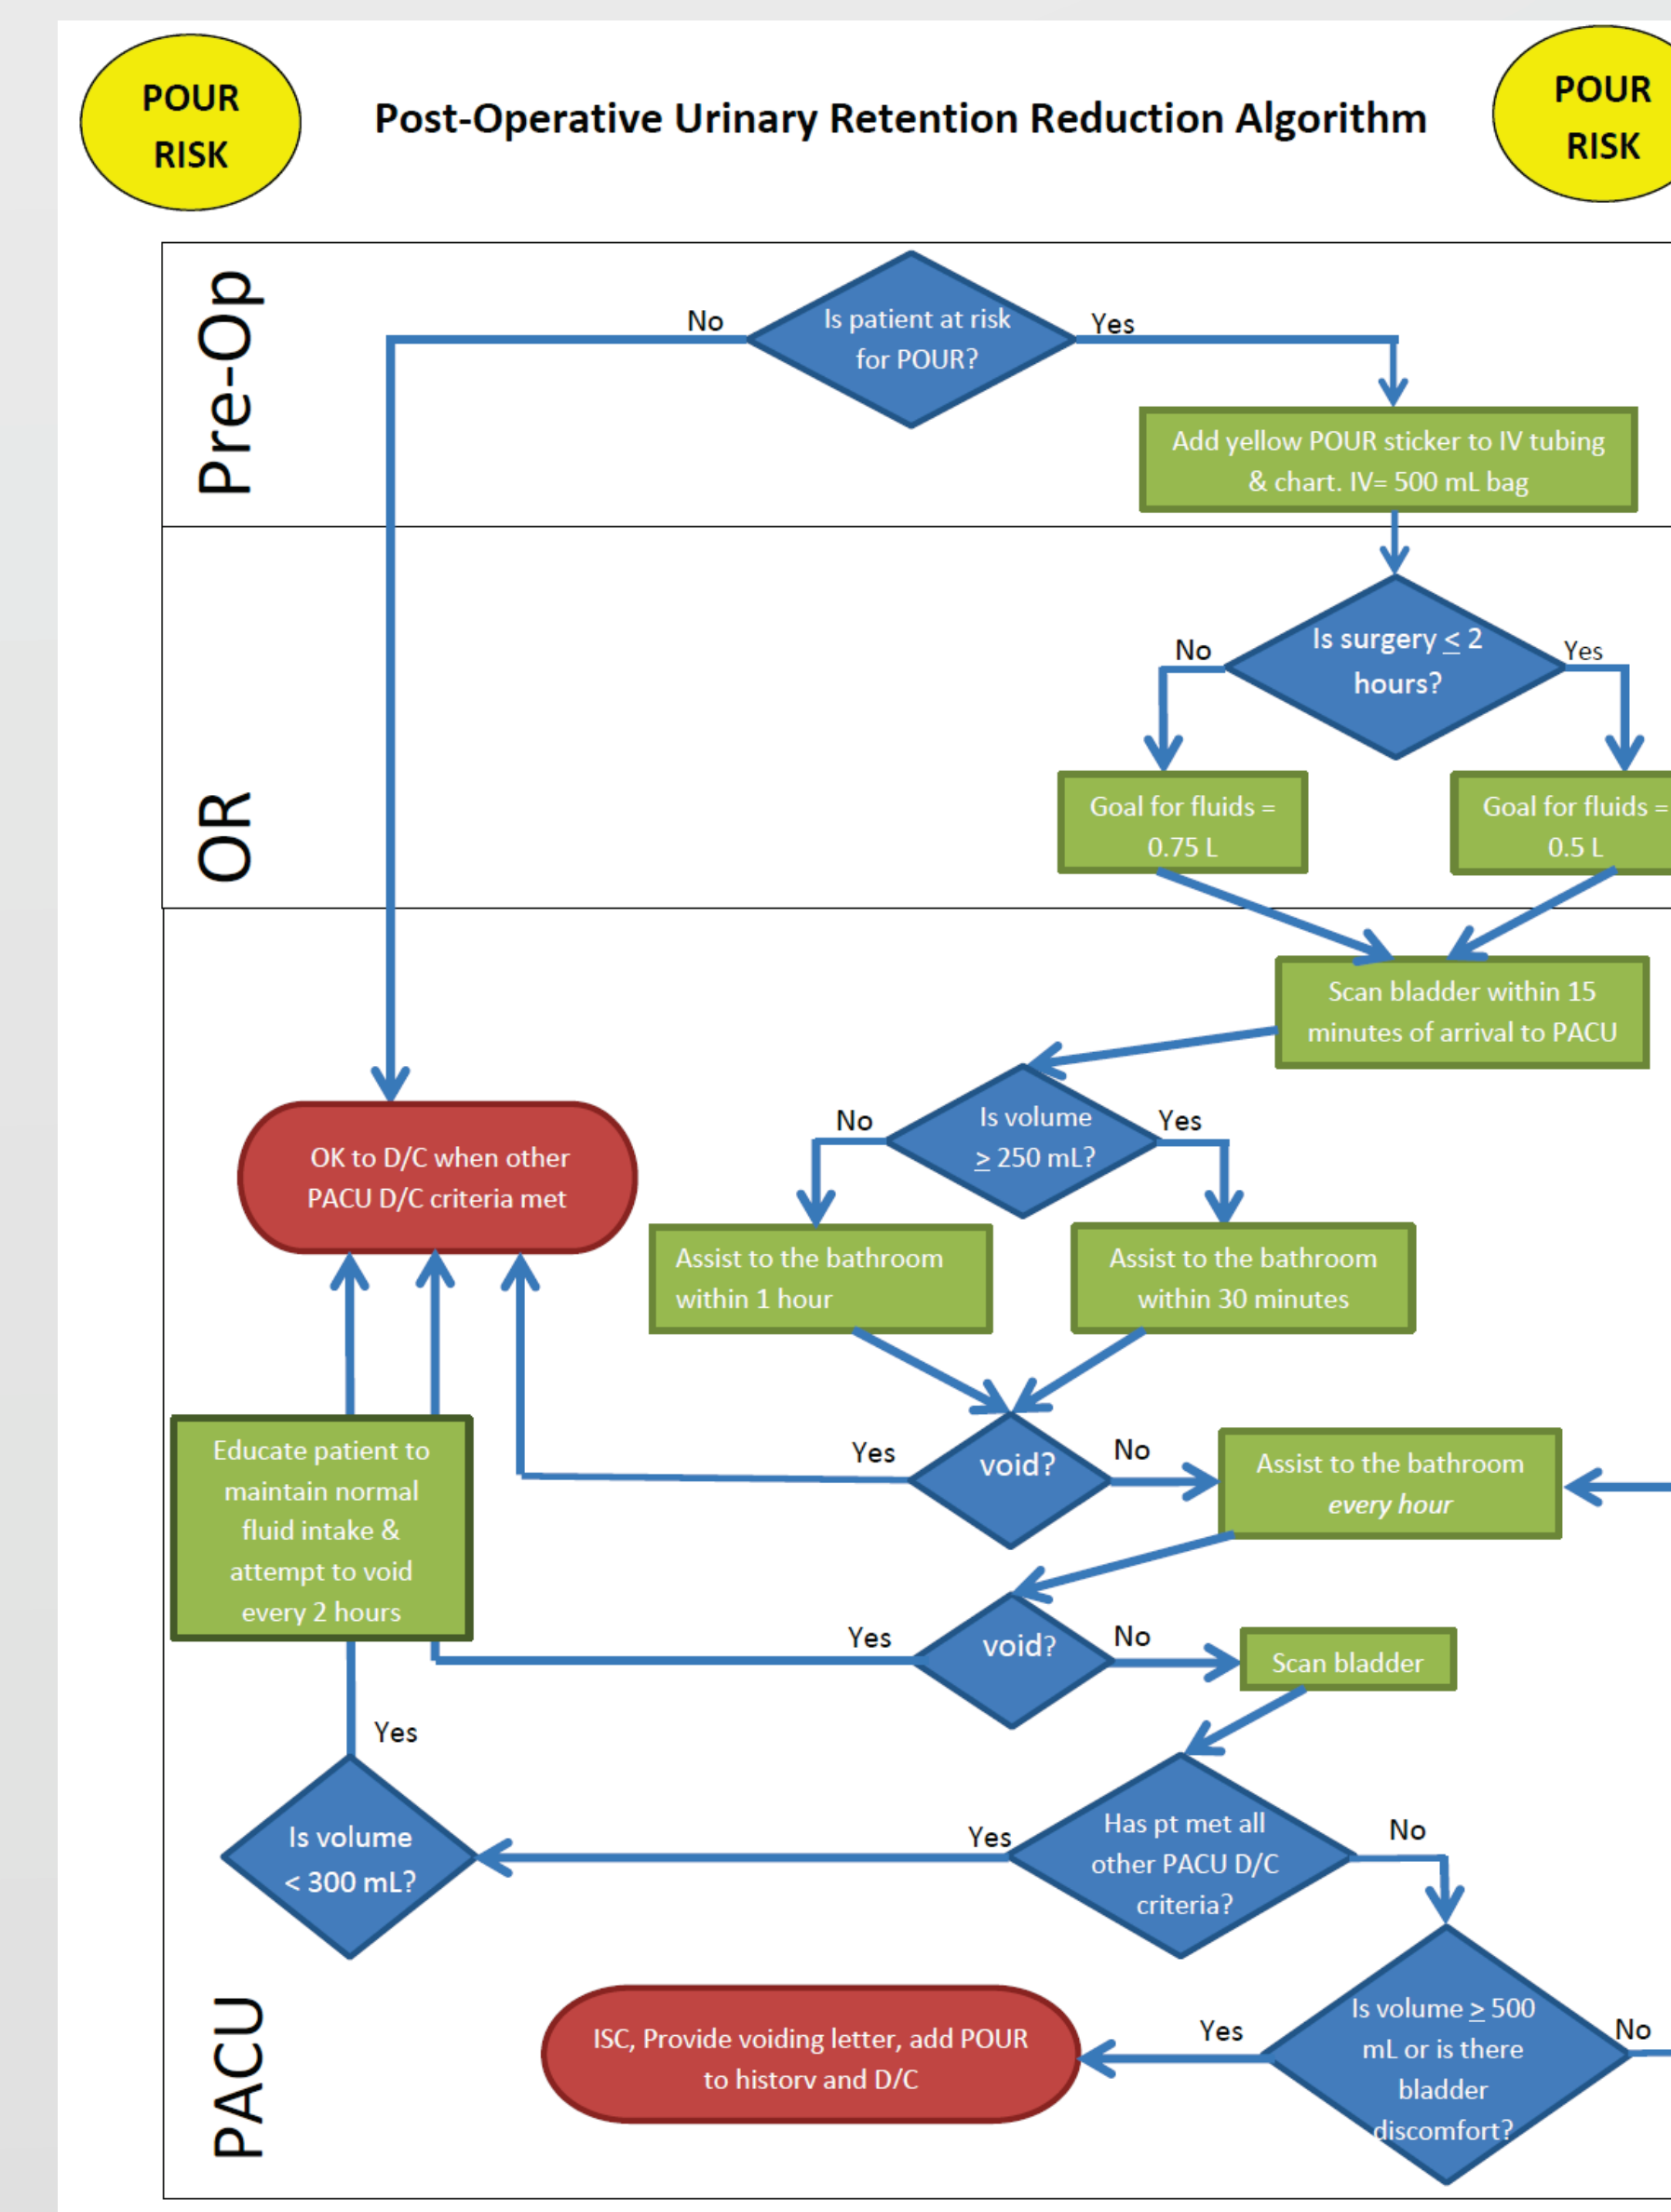 POUR
RISK
Post-Operative Urinary Retention Reduction Algorithm
POUR
RISK
Pre-Op
No
Is patient at risk
for POUR?
Yes
Add yellow POUR sticker to IV tubing
& chart. IV= 500 mL bag
OR
No
Is surgery ≤ 2
hours?
Yes
Goal for fluids =
0.75 L
Goal for fluids =
0.5 L
PACU
Scan bladder within 15
minutes of arrival to PACU
No
Is volume
≥ 250 mL?
Yes
OK to D/C when other
PACU D/C criteria met
Assist to the bathroom
within 1 hour
Assist to the bathroom
within 30 minutes
Yes
void?
No
Assist to the bathroom
every hour
Educate patient to
maintain normal
fluid intake &
attempt to void
every 2 hours
Yes
void?
No
Scan bladder
Yes
Is volume
< 300 mL?
Yes
Has pt met all
other PACU D/C
criteria?
No
ISC, Provide voiding letter, add POUR
to history and D/C
Yes
Is volume ≥ 500
mL or is there
bladder
discomfort?
No